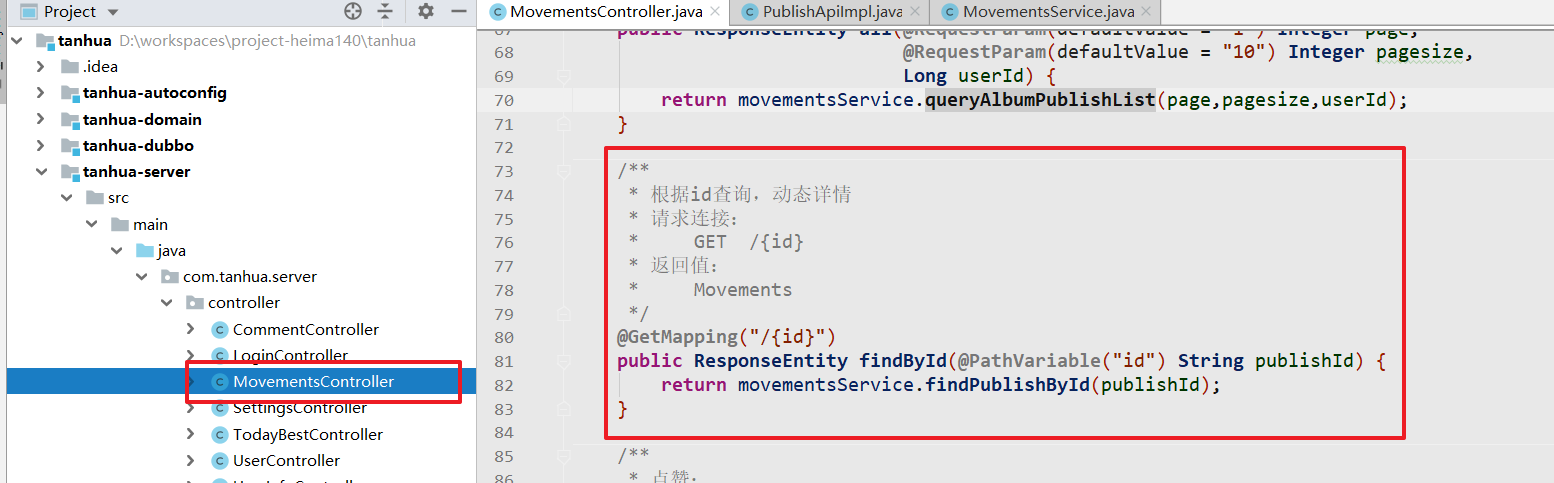 Project
tanhua D:\workspaces\project-heima140\tanhua
.idea
tanhua-autoconfig
tanhua-domain
tanhua-dubbo
tanhua-server
src
main
java
com.tanhua.server
controller
CommentController
LoginController
MovementsController
SettingsController
TodayBestController
UserController
MovementsController.java
PublishApiImpl.java
MovementsService.java
67 public ResponseEntity all(@RequestParam(defaultValue = "1") Integer page,
68 @RequestParam(defaultValue = "10") Integer pagesize,
69 Long userId) {
70 return movementsService.queryAlbumPublishList(page,pagesize,userId);
71 }
72
73 /**
74 * 根据id查询，动态详情
75 * 请求连接：
76 * GET /{id}
77 * 返回值：
78 * Movements
79 */
80 @GetMapping("/{id}")
81 public ResponseEntity findById(@PathVariable("id") String publishId) {
82 return movementsService.findPublishById(publishId);
83 }
84
85 /**
86 * 点赞：